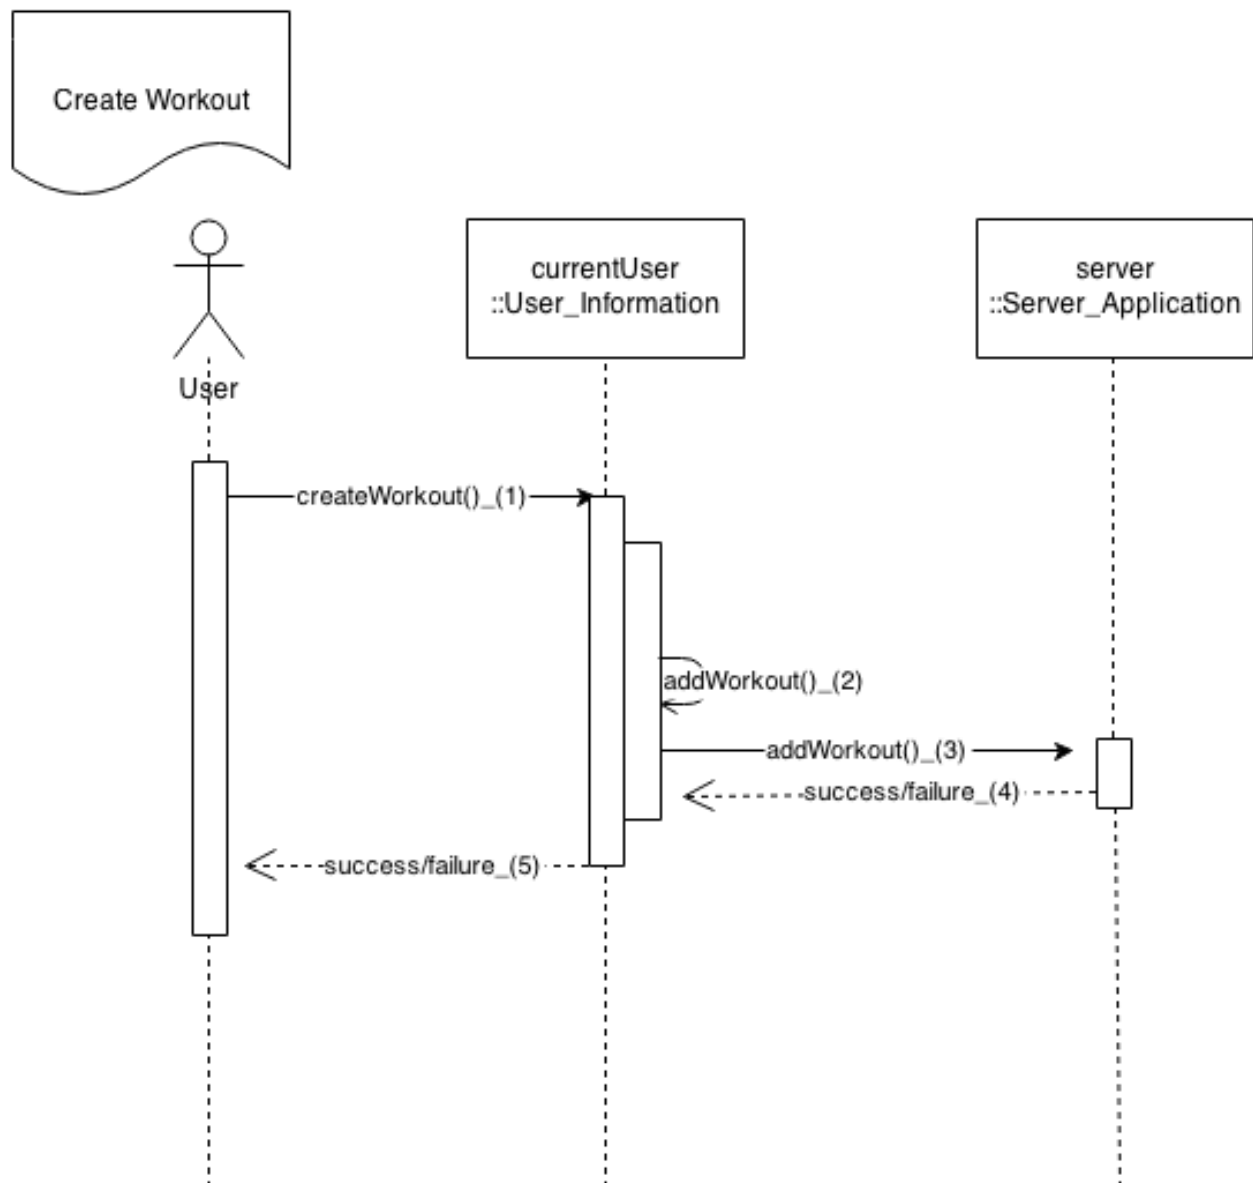 Create Workout
User
currentUser
::User_Information
server
::Server_Application
createWorkout()_(1)
addWorkout()_(2)
addWorkout()_(3)
success/failure_(4)
success/failure_(5)